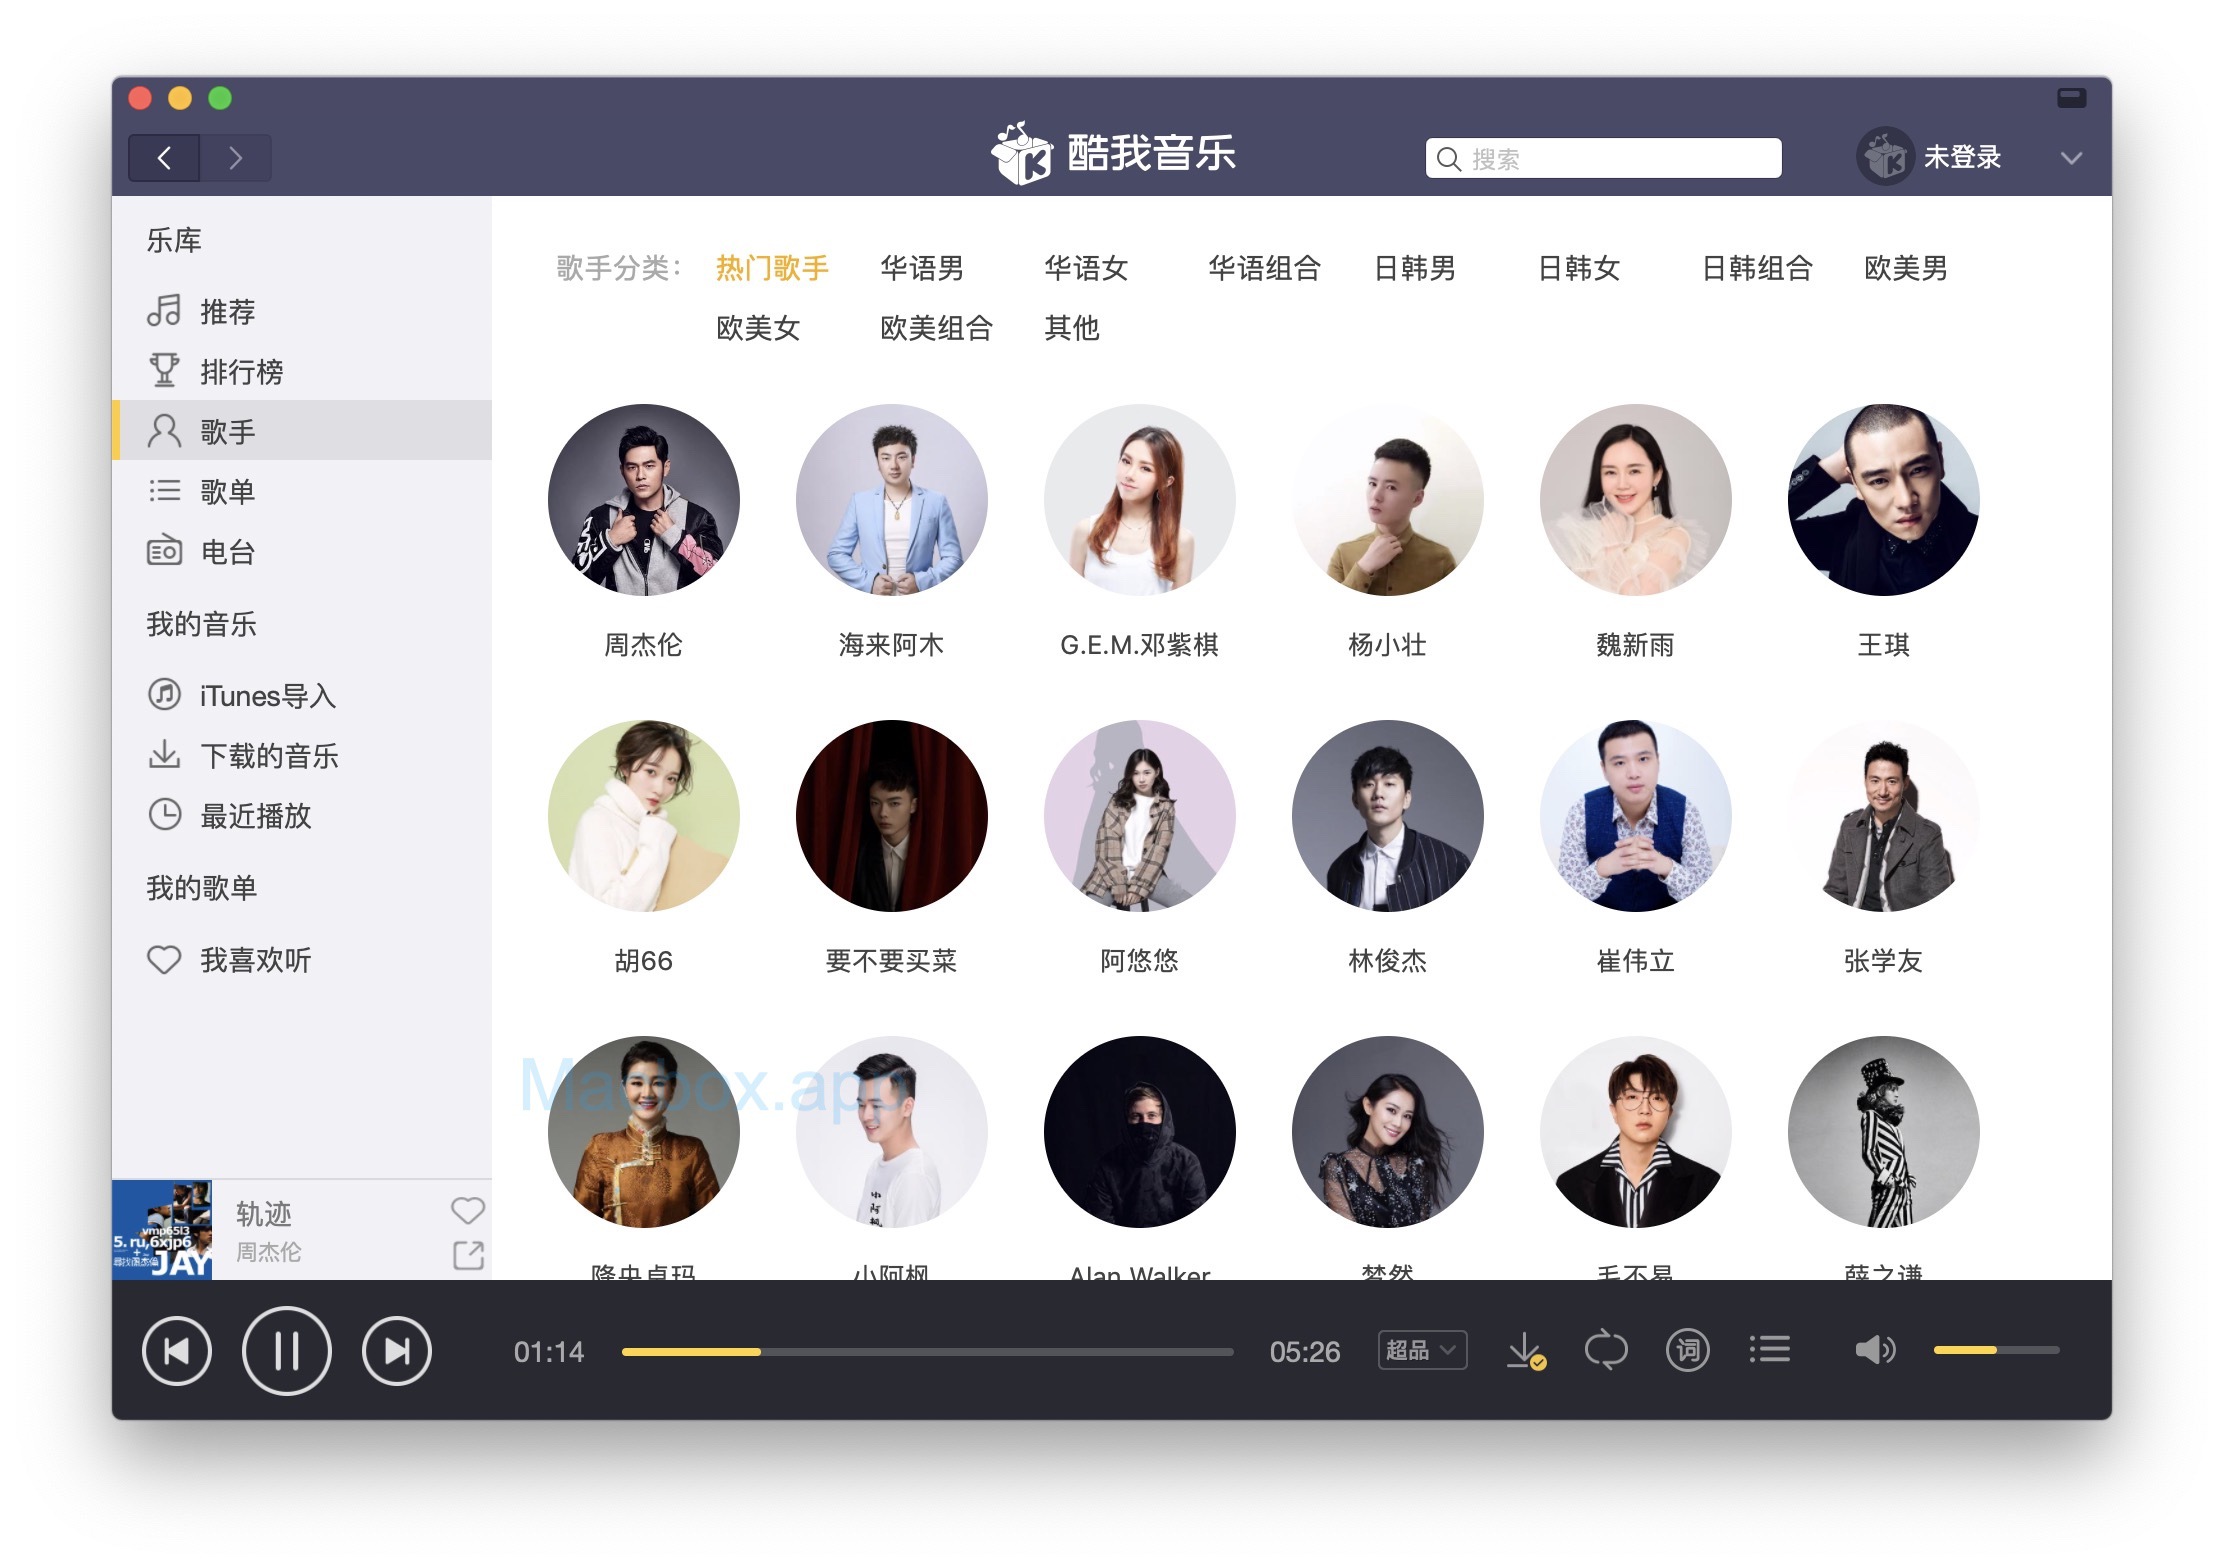 酷我音乐
搜索
未登录
乐库
推荐
排行榜
歌手
歌单
电台
我的音乐
iTunes导入
下载的音乐
最近播放
我的歌单
我喜欢听
歌手分类: 热门歌手 华语男 华语女 华语组合 日韩男 日韩女 日韩组合 欧美男
欧美女 欧美组合 其他
周杰伦 海来阿木 G.E.M.邓紫棋 杨小壮 魏新雨 王琪
胡66 要不要买菜 阿悠悠 林俊杰 崔伟立 张学友
Macbox.app
小阿枫
降央卓玛 小阿枫 Alan Walker 梦然 毛不易 薛之谦
vmp65l3
5.ru,6xjp6
JAY
轨迹
周杰伦
01:14 05:26 超品 词